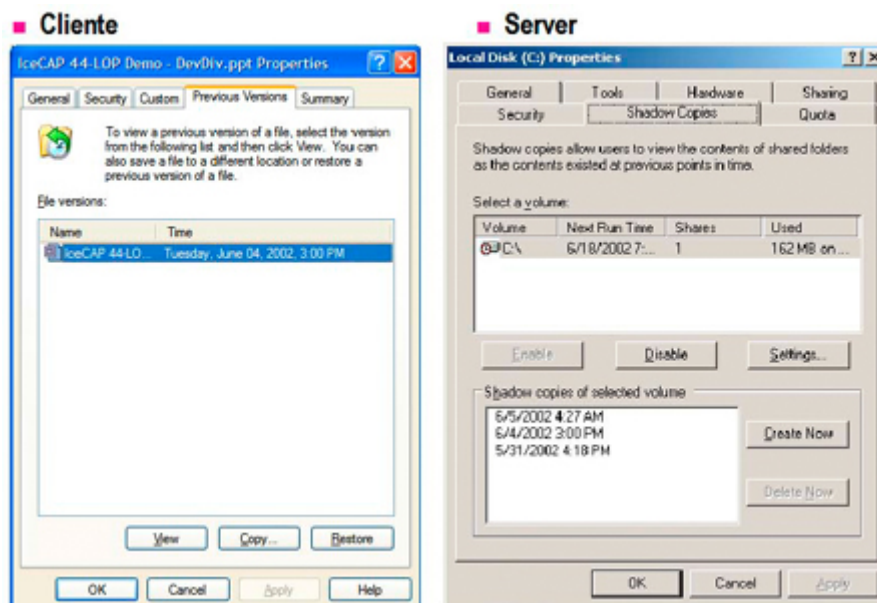 Cliente
IceCAP 44-LOP Demo - DevDiv.ppt Properties
General Security Custom Previous Versions Summary
To view a previous version of a file, select the version
from the following list and then click View. You can
also save a file to a different location or restore a
previous version of a file.
File versions:
Name Time
IceCAP 44-LO... Tuesday, June 04, 2002, 3:00 PM
View Copy... Restore
OK Cancel Apply Help
Server
Local Disk (C:) Properties
General Tools Hardware Sharing
Security Shadow Copies Quota
Shadow copies allow users to view the contents of shared folders
as the contents existed at previous points in time.
Select a volume:
Volume Next Run Time Shares Used
C:\ 6/18/2002 7:... 1 162 MB on ...
Enable Disable Settings...
Shadow copies of selected volume
6/5/2002 4:27 AM
6/4/2002 3:00 PM
5/31/2002 4:18 PM
Create Now
Delete Now
OK Cancel Apply